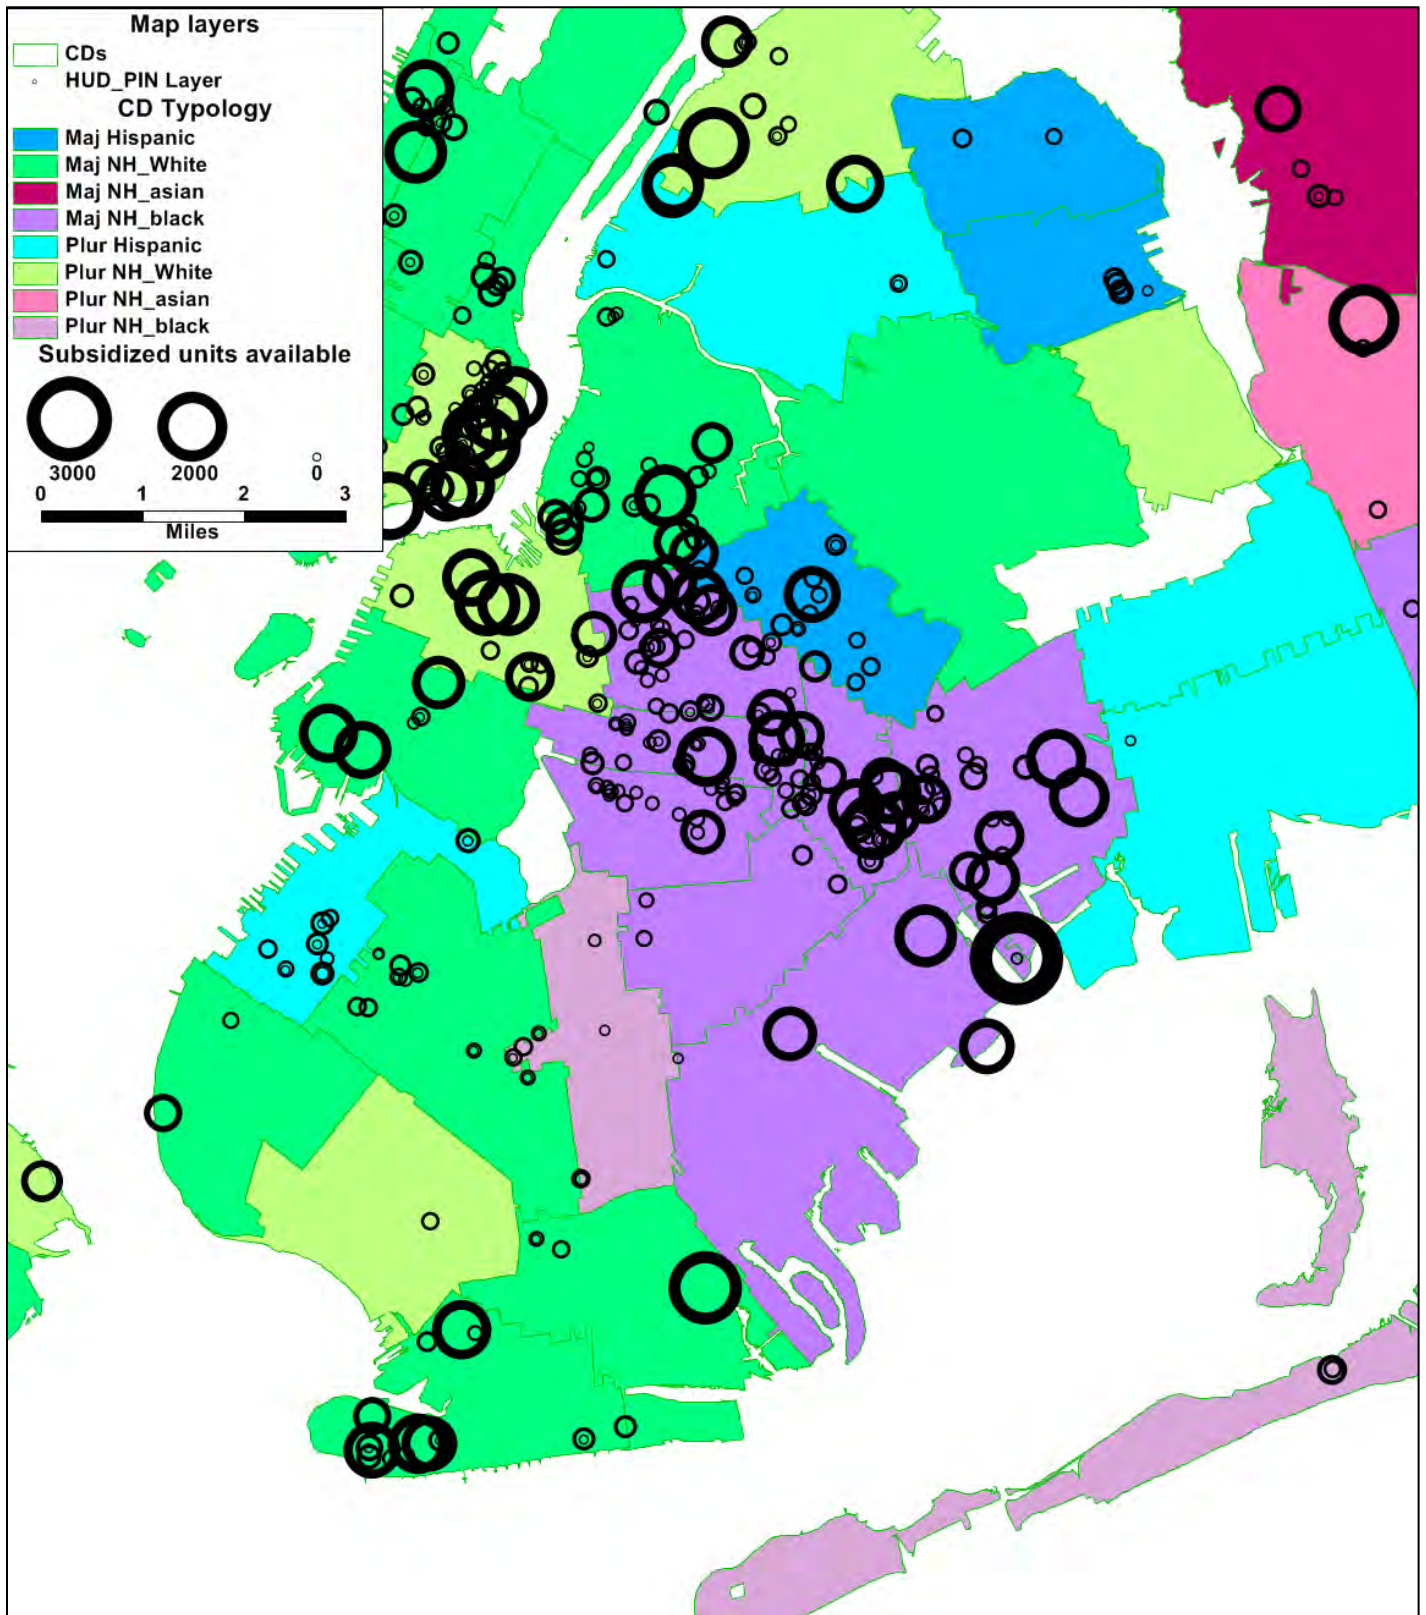 Map layers
CDs
HUD_PIN Layer
CD Typology
Maj Hispanic
Maj NH_White
Maj NH_asian
Maj NH_black
Plur Hispanic
Plur NH_White
Plur NH_asian
Plur NH_black
Subsidized units available
3000 2000 0
0 1 2 3
Miles